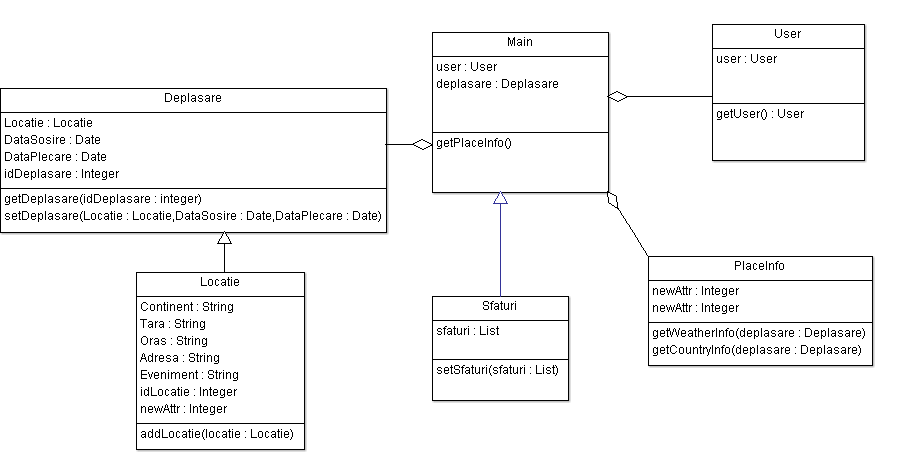 Main
user : User
deplasare : Deplasare
getPlaceInfo()
User
user : User
getUser() : User
Deplasare
Locatie : Locatie
DataSosire : Date
DataPlecare : Date
idDeplasare : Integer
getDeplasare(idDeplasare : integer)
setDeplasare(Locatie : Locatie,DataSosire : Date,DataPlecare : Date)
Locatie
Continent : String
Tara : String
Oras : String
Adresa : String
Eveniment : String
idLocatie : Integer
newAttr : Integer
addLocatie(locatie : Locatie)
Sfaturi
sfaturi : List
setSfaturi(sfaturi : List)
PlaceInfo
newAttr : Integer
newAttr : Integer
getWeatherInfo(deplasare : Deplasare)
getCountryInfo(deplasare : Deplasare)